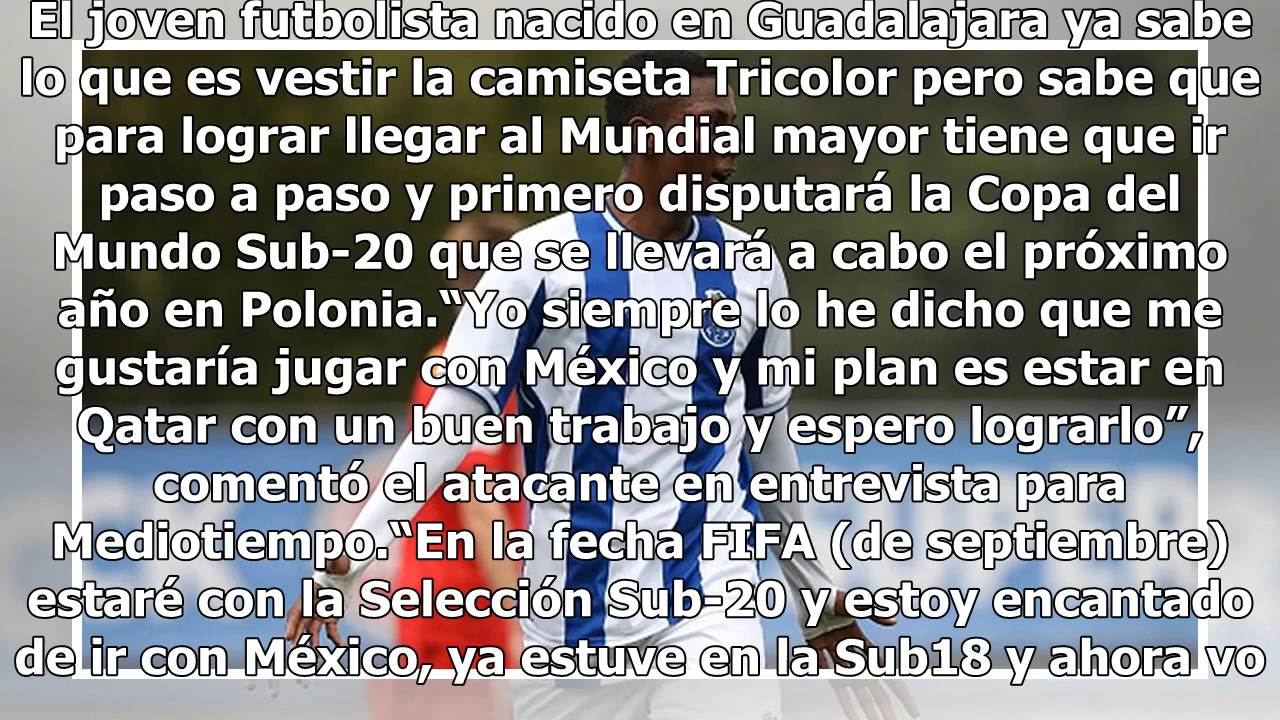 El joven futbolista nacido en Guadalajara ya sabe
lo que es vestir la camiseta Tricolor pero sabe que
para lograr llegar al Mundial mayor tiene que ir
paso a paso y primero disputará la Copa del
Mundo Sub-20 que se llevará a cabo el próximo
año en Polonia.“Yo siempre lo he dicho que me
gustaría jugar con México y mi plan es estar en
Qatar con un buen trabajo y espero lograrlo”,
comentó el atacante en entrevista para
Mediotiempo.“En la fecha FIFA (de septiembre)
estaré con la Selección Sub-20 y estoy encantado
de ir con México, ya estuve en la Sub18 y ahora vo